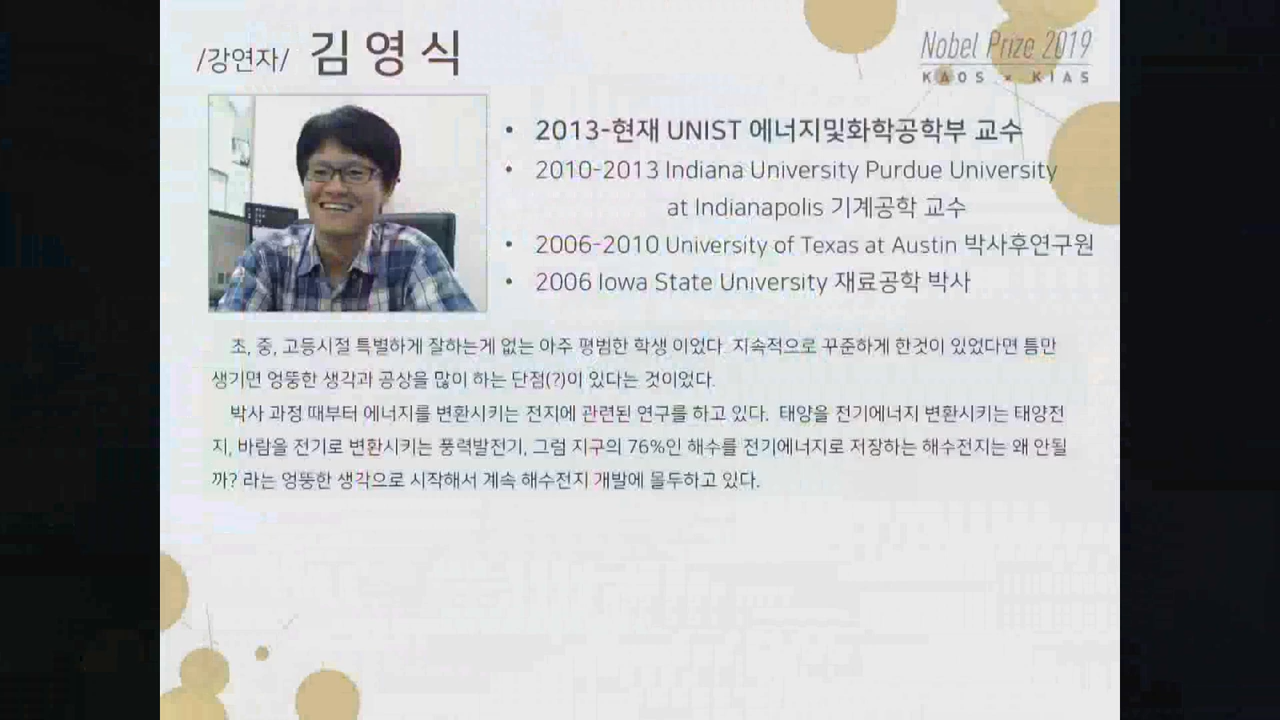 /강연자/ 김영식
Nobel Prize 2019
KAOS × KIAS
• 2013-현재 UNIST 에너지및화학공학부 교수
• 2010-2013 Indiana University Purdue University
at Indianapolis 기계공학 교수
• 2006-2010 University of Texas at Austin 박사후연구원
• 2006 Iowa State University 재료공학 박사
초, 중, 고등시절 특별하게 잘하는게 없는 아주 평범한 학생 이었다. 지속적으로 꾸준하게 한것이 있었다면 틈만
생기면 엉뚱한 생각과 공상을 많이 하는 단점(?)이 있다는 것이었다.
박사 과정 때부터 에너지를 변환시키는 전지에 관련된 연구를 하고 있다. 태양을 전기에너지 변환시키는 태양전
지, 바람을 전기로 변환시키는 풍력발전기, 그럼 지구의 76%인 해수를 전기에너지로 저장하는 해수전지는 왜 안될
까? 라는 엉뚱한 생각으로 시작해서 계속 해수전지 개발에 몰두하고 있다.